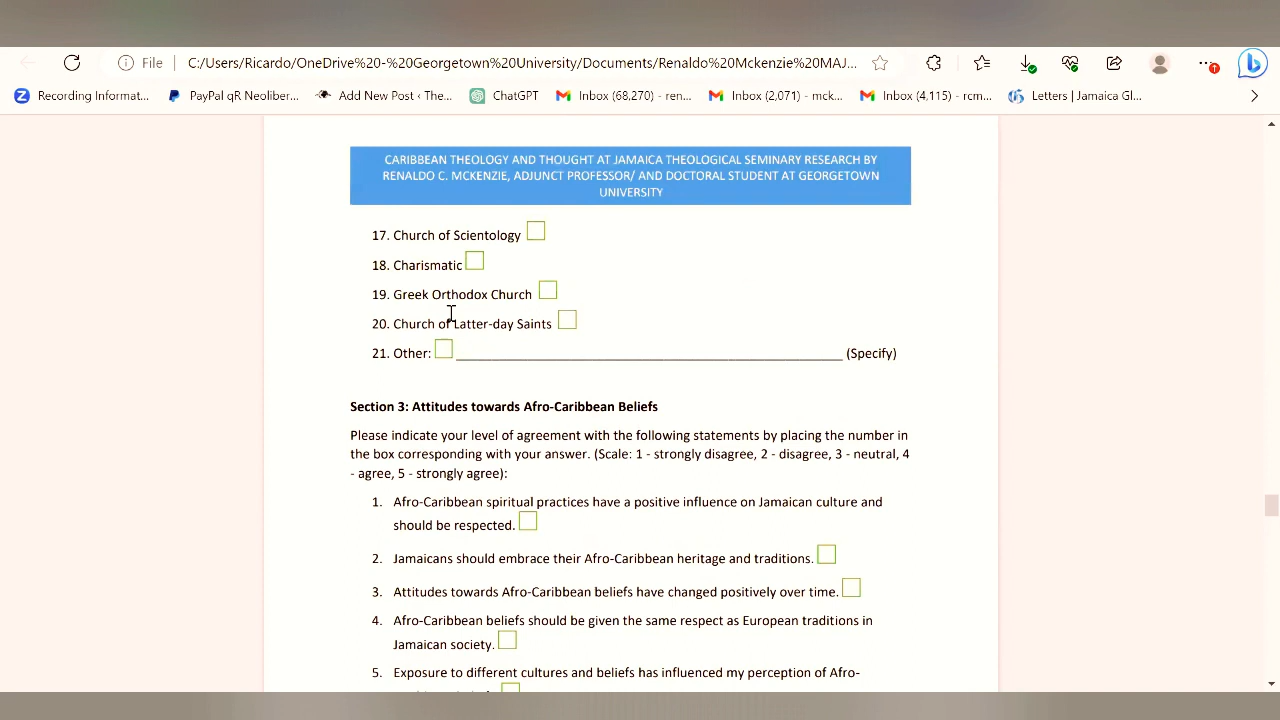 File C:/Users/Ricardo/OneDrive%20-%20Georgetown%20University/Documents/Renaldo%20Mckenzie%20MAJ...
Recording Informat... PayPal qR Neoliber... Add New Post ‹ The... ChatGPT Inbox (68,270) - ren... Inbox (2,071) - mck... Inbox (4,115) - rcm... Letters | Jamaica Gl...
CARIBBEAN THEOLOGY AND THOUGHT AT JAMAICA THEOLOGICAL SEMINARY RESEARCH BY
RENALDO C. MCKENZIE, ADJUNCT PROFESSOR/ AND DOCTORAL STUDENT AT GEORGETOWN
UNIVERSITY
17. Church of Scientology
18. Charismatic
19. Greek Orthodox Church
20. Church of Latter-day Saints
21. Other: ______________________________ (Specify)
Section 3: Attitudes towards Afro-Caribbean Beliefs
Please indicate your level of agreement with the following statements by placing the number in
the box corresponding with your answer. (Scale: 1 - strongly disagree, 2 - disagree, 3 - neutral, 4
- agree, 5 - strongly agree):
1. Afro-Caribbean spiritual practices have a positive influence on Jamaican culture and
should be respected.
2. Jamaicans should embrace their Afro-Caribbean heritage and traditions.
3. Attitudes towards Afro-Caribbean beliefs have changed positively over time.
4. Afro-Caribbean beliefs should be given the same respect as European traditions in
Jamaican society.
5. Exposure to different cultures and beliefs has influenced my perception of Afro-